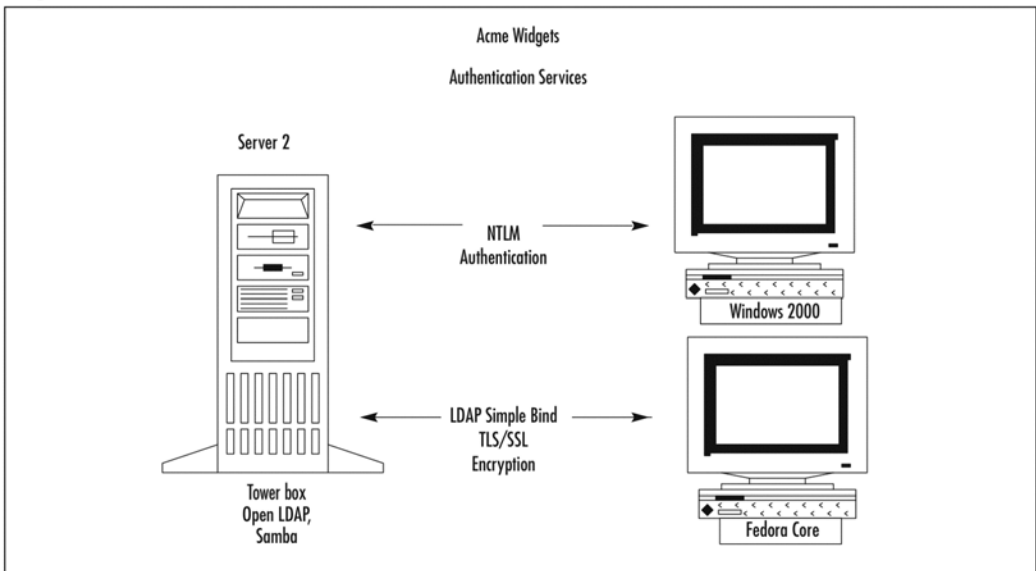 Acme Widgets
Authentication Services
Server 2
NTLM
Authentication
Windows 2000
LDAP Simple Bind
TLS/SSL
Encryption
Tower box
Open LDAP,
Samba
Fedora Core